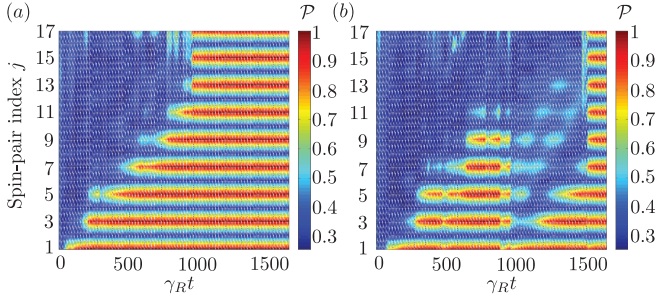 (a) 𝒫 (b) 𝒫
17 15 13 11 9 7 5 3 1
Spin-pair index j
1 0.9 0.8 0.7 0.6 0.5 0.4 0.3
17 15 13 11 9 7 5 3 1
1 0.9 0.8 0.7 0.6 0.5 0.4 0.3
0 500 1000 1500 0 500 1000 1500
γ_R t γ_R t